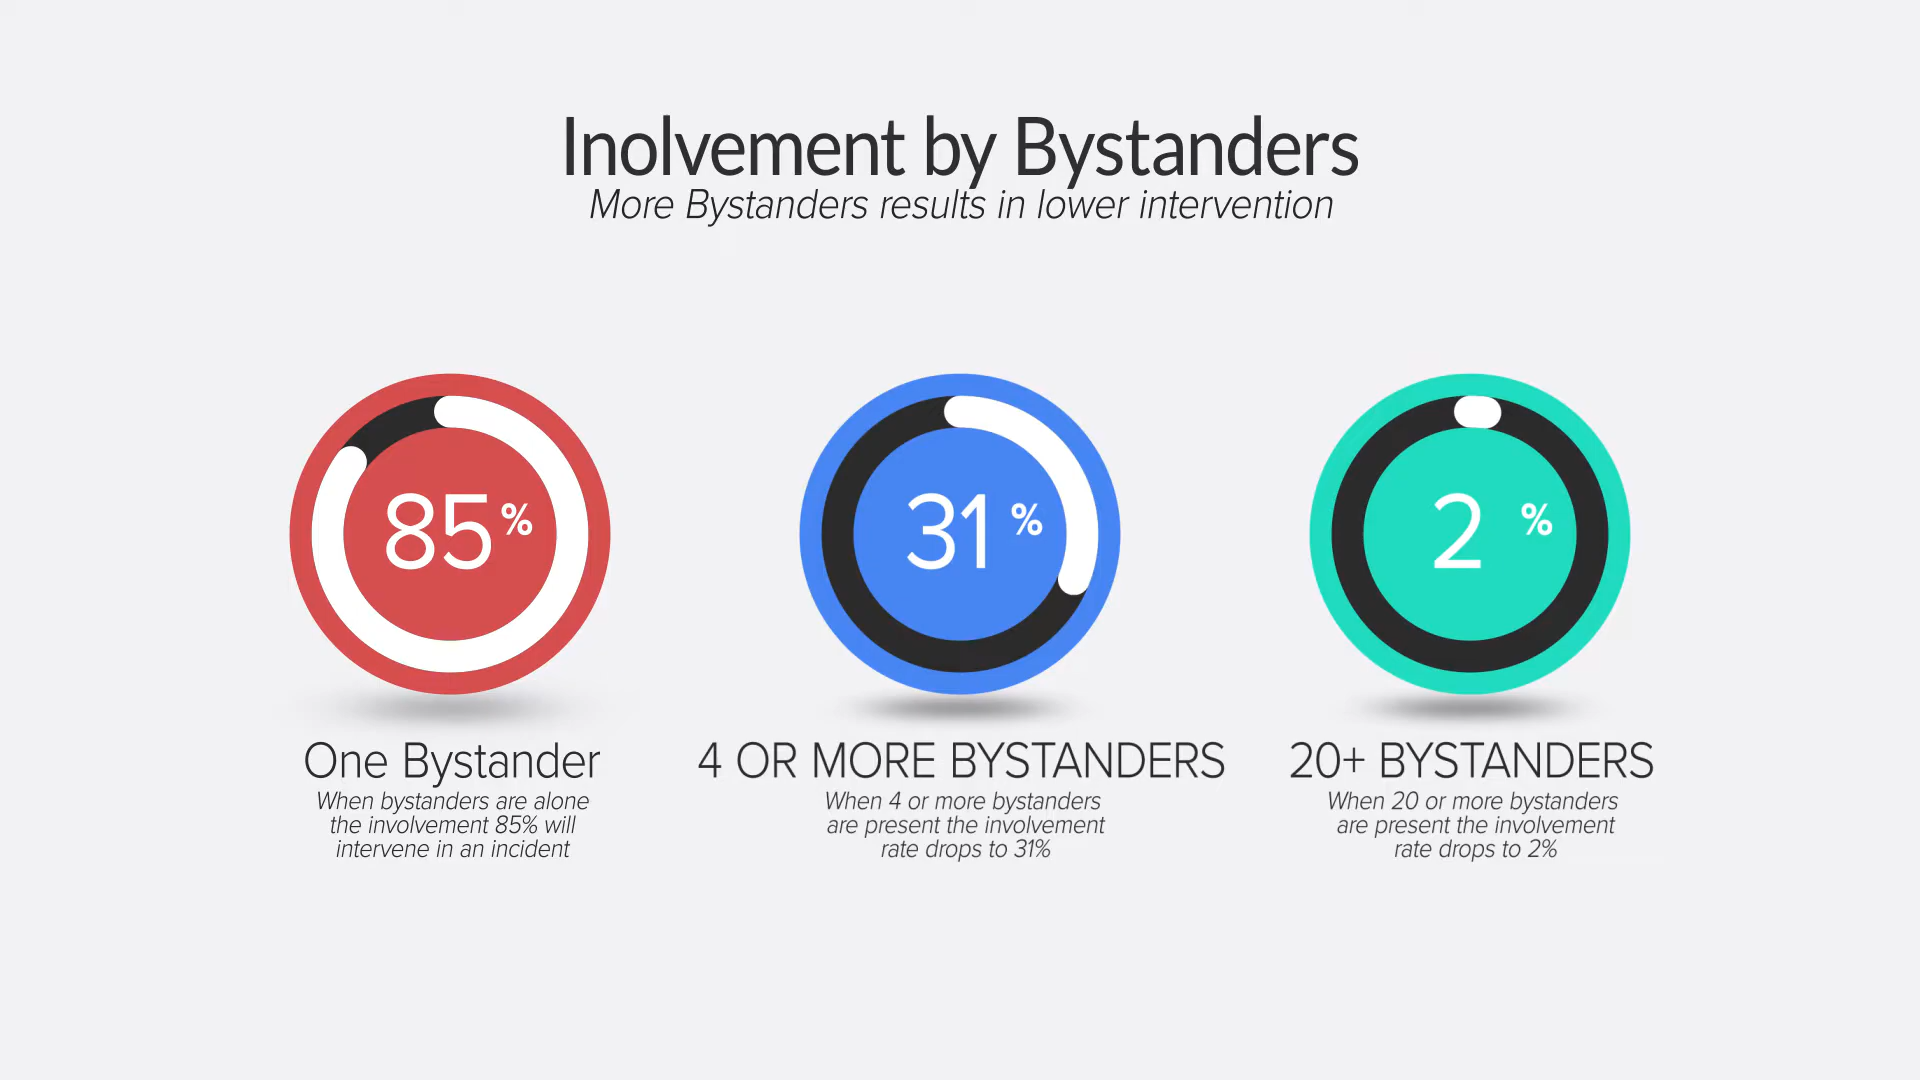 Inolvement by Bystanders
More Bystanders results in lower intervention
85%
31%
2 %
One Bystander
When bystanders are alone
the involvement 85% will
intervene in an incident
4 OR MORE BYSTANDERS
When 4 or more bystanders
are present the involvement
rate drops to 31%
20+ BYSTANDERS
When 20 or more bystanders
are present the involvement
rate drops to 2%